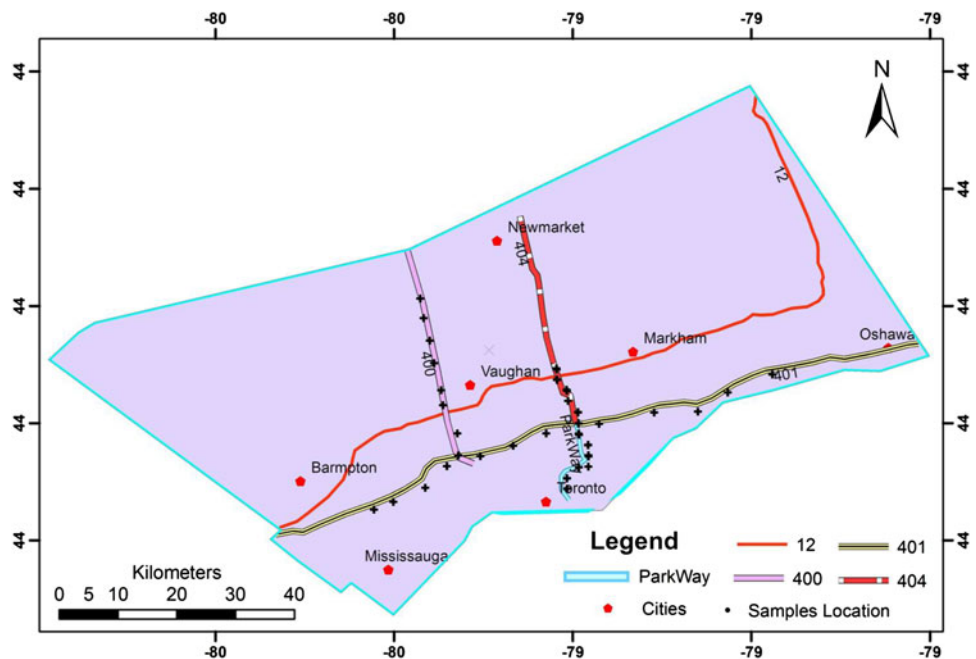 -80 -80 -79 -79 -79
44 44
N
12
44 44
Newmarket
404
44 44
Markham
Oshawa
400
Vaughan
401
44 44
ParkWay
Barmpton
Toronto
44 44
Mississauga
Legend
12 401
ParkWay 400 404
Cities Samples Location
Kilometers
0 5 10 20 30 40
-80 -80 -79 -79 -79